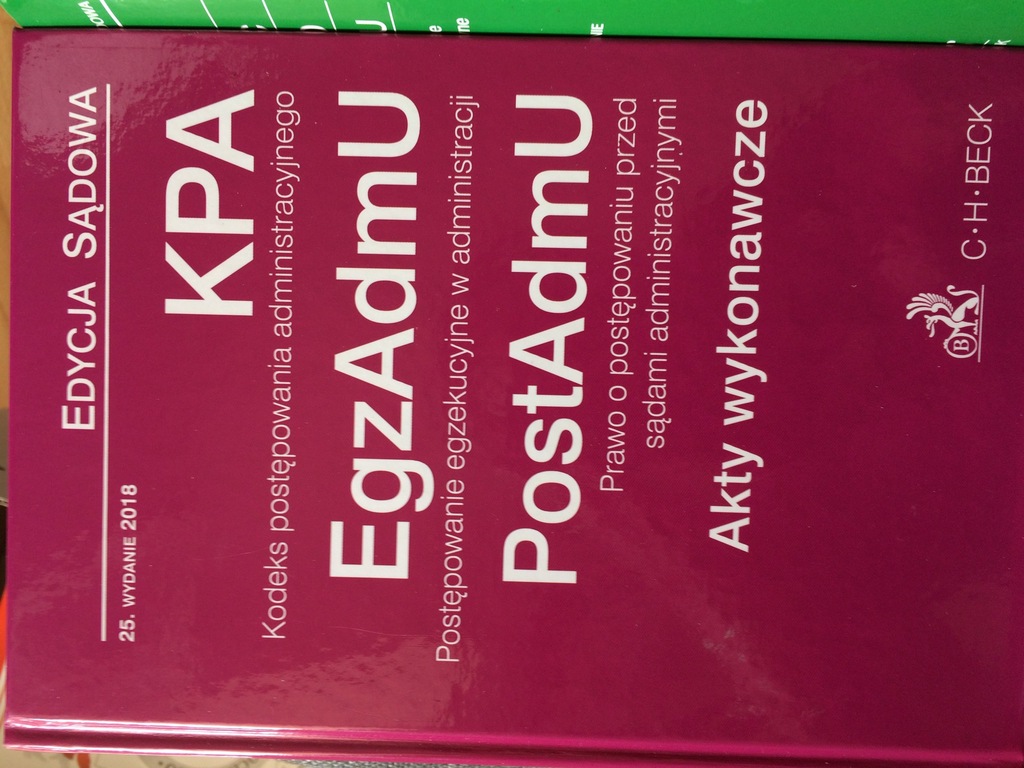 EDYCJA SĄDOWA
25. WYDANIE 2018
KPA
Kodeks postępowania administracyjnego
EgzAdmU
Postępowanie egzekucyjne w administracji
PostAdmU
Prawo o postępowaniu przed
sądami administracyjnymi
Akty wykonawcze
B
C·H·BECK